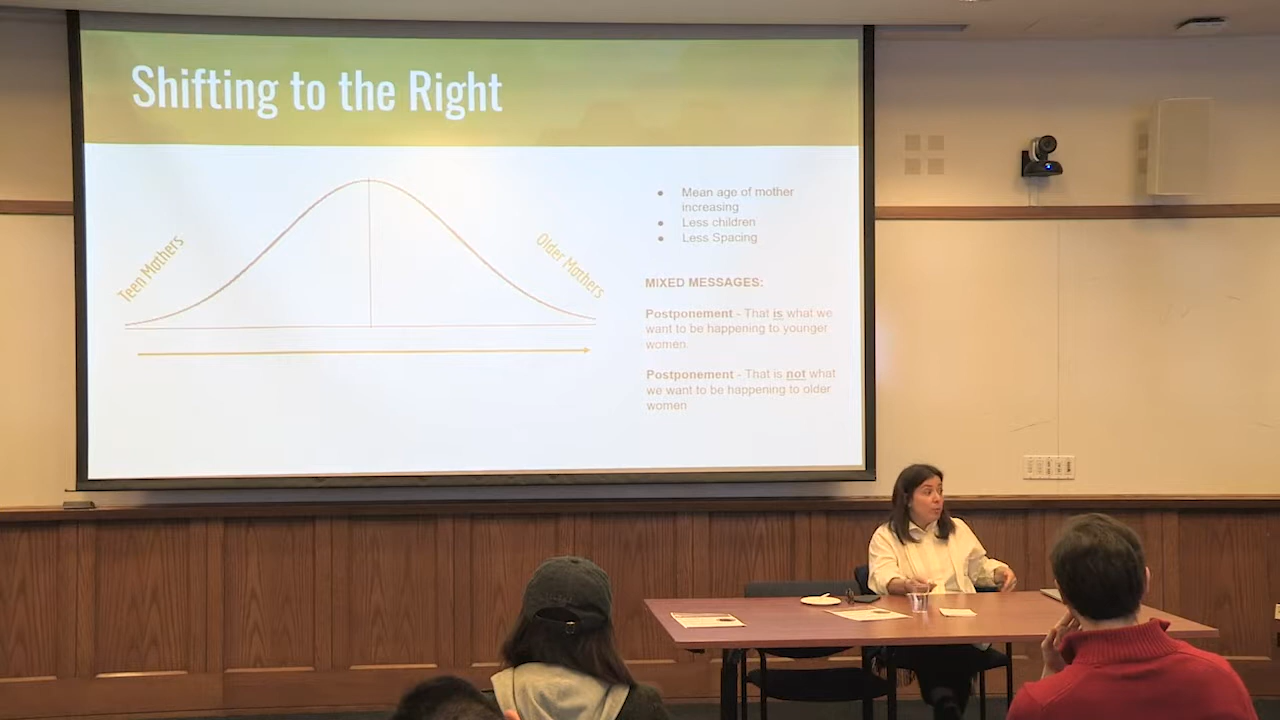 Shifting to the Right
Teen Mothers
Older Mothers
● Mean age of mother
increasing
● Less children
● Less Spacing
MIXED MESSAGES:
Postponement - That is what we
want to be happening to younger
women.
Postponement - That is not what
we want to be happening to older
women